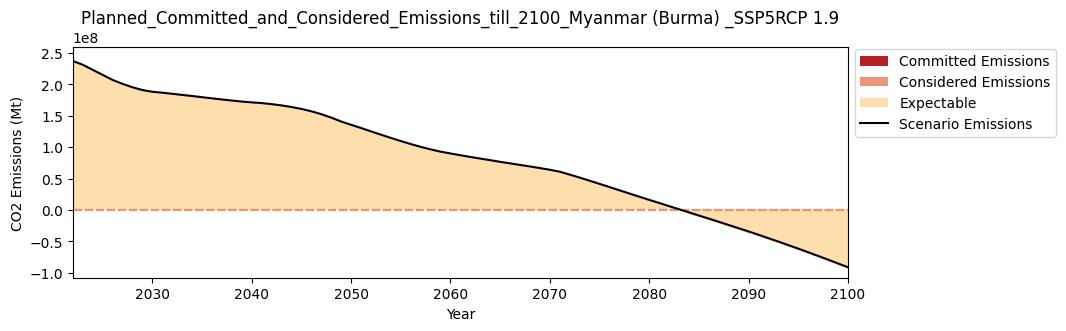 Planned_Committed_and_Considered_Emissions_till_2100_Myanmar (Burma) _SSP5RCP 1.9
1e8
2.5
2.0
1.5
1.0
0.5
0.0
−0.5
−1.0
CO2 Emissions (Mt)
2030 2040 2050 2060 2070 2080 2090 2100
Year
Committed Emissions
Considered Emissions
Expectable
Scenario Emissions